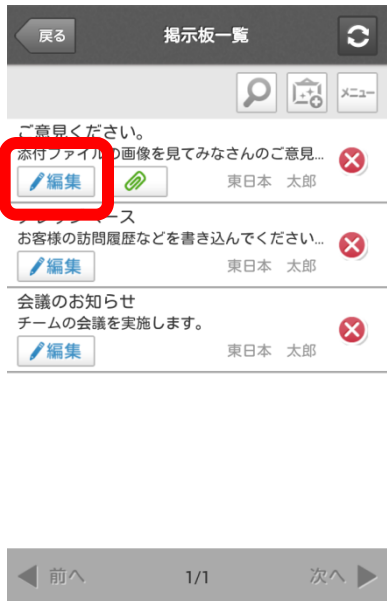 戻る 掲示板一覧
メニュー
ご意見ください。
添付ファイルの画像を見てみなさんのご意見...
編集 東日本 太郎
ース
お客様の訪問履歴などを書き込んでください...
編集 東日本 太郎
会議のお知らせ
チームの会議を実施します。
編集 東日本 太郎
前へ 1/1 次へ